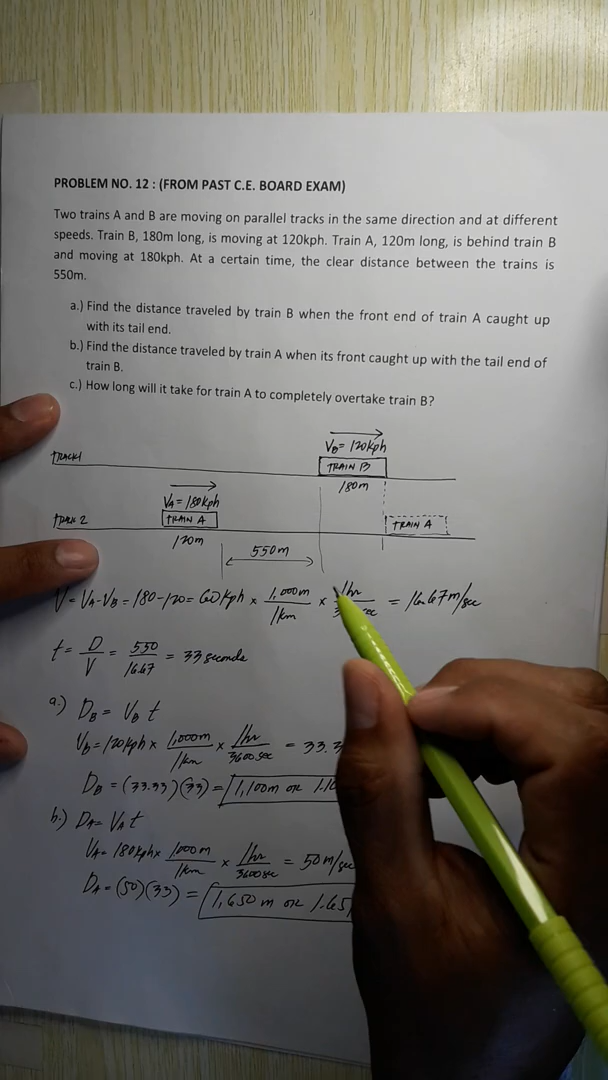 PROBLEM NO. 12 : (FROM PAST C.E. BOARD EXAM)
Two trains A and B are moving on parallel tracks in the same direction and at different
speeds. Train B, 180m long, is moving at 120kph. Train A, 120m long, is behind train B
and moving at 180kph. At a certain time, the clear distance between the trains is
550m.
a.) Find the distance traveled by train B when the front end of train A caught up
with its tail end.
b.) Find the distance traveled by train A when its front caught up with the tail end of
train B.
c.) How long will it take for train A to completely overtake train B?
VB = 120kph
TRACK 1
TRAIN B
180m
VA = 180kph
TRACK 2
TRAIN A
TRAIN A
120m
550m
V = VA - VB = 180 - 120 = 60kph × 1,000m/1km × 1hr = 16.67m/sec
t = D/V = 550/16.67 = 33 seconds
a.) DB = VB t
VB = 120kph × 1,000m/1km × 1hr/3600sec = 33.3
DB = (33.33)(33) = 1,100m or 1.10
b.) DA = VA t
VA = 180kph × 1000m/1km × 1hr/3600sec = 50m/sec
DA = (50)(33) = 1,650 m or 1.65